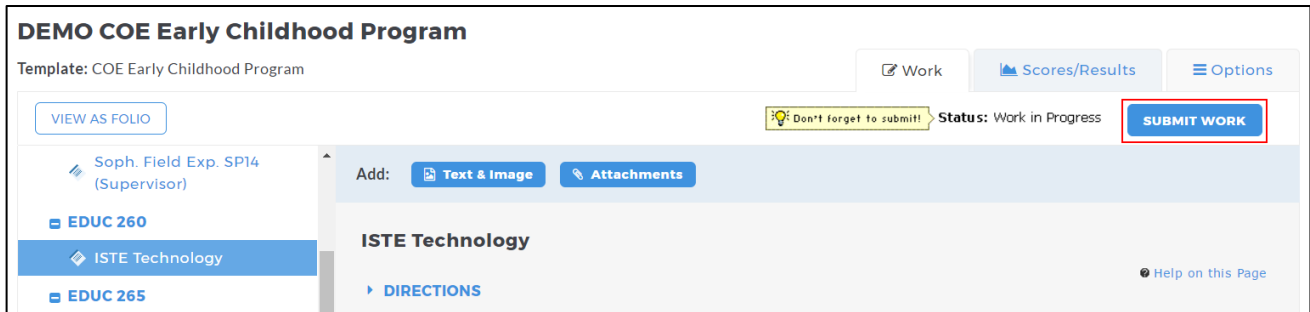 DEMO COE Early Childhood Program
Template: COE Early Childhood Program
Work
Scores/Results
Options
VIEW AS FOLIO
Don't forget to submit!
Status: Work in Progress
SUBMIT WORK
Soph. Field Exp. SP14
(Supervisor)
EDUC 260
ISTE Technology
EDUC 265
Add:
Text & Image
Attachments
ISTE Technology
Help on this Page
DIRECTIONS